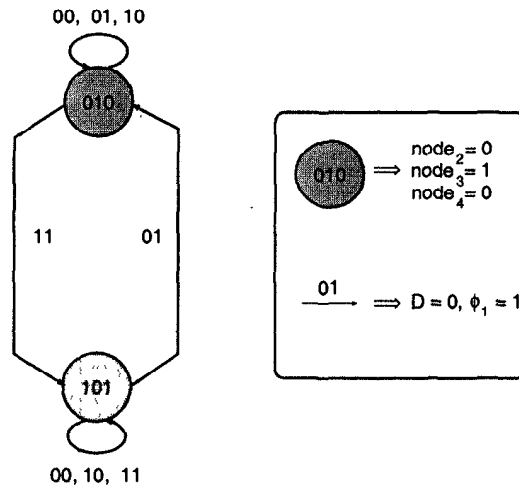 00, 01, 10
010
11
01
101
00, 10, 11
010 ⟹ node₂ = 0
node₃ = 1
node₄ = 0
01 ⟹ D = 0, ϕ₁ = 1